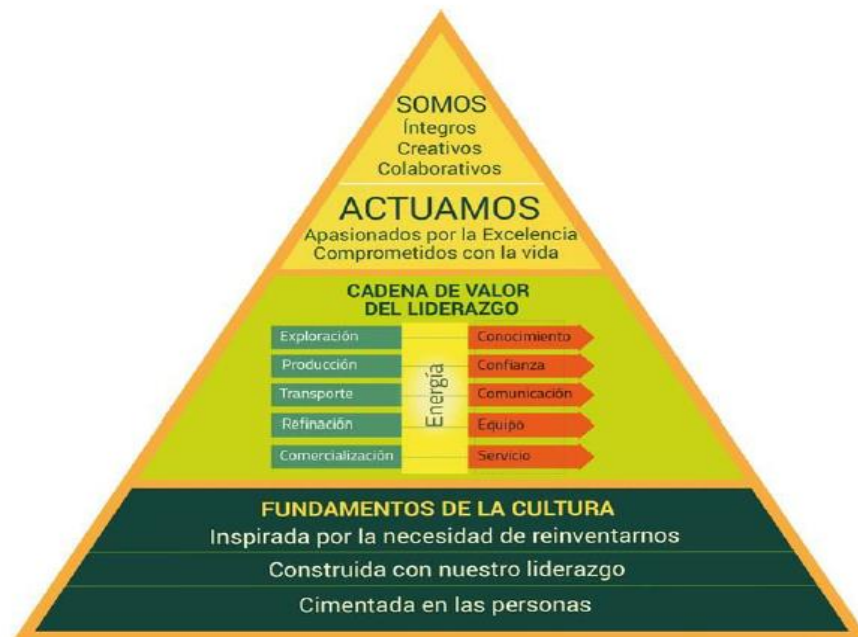 SOMOS
Íntegros
Creativos
Colaborativos
ACTUAMOS
Apasionados por la Excelencia
Comprometidos con la vida
CADENA DE VALOR
DEL LIDERAZGO
Exploración
Producción
Transporte
Refinación
Comercialización
Energía
Conocimiento
Confianza
Comunicación
Equipo
Servicio
FUNDAMENTOS DE LA CULTURA
Inspirada por la necesidad de reinventarnos
Construida con nuestro liderazgo
Cimentada en las personas